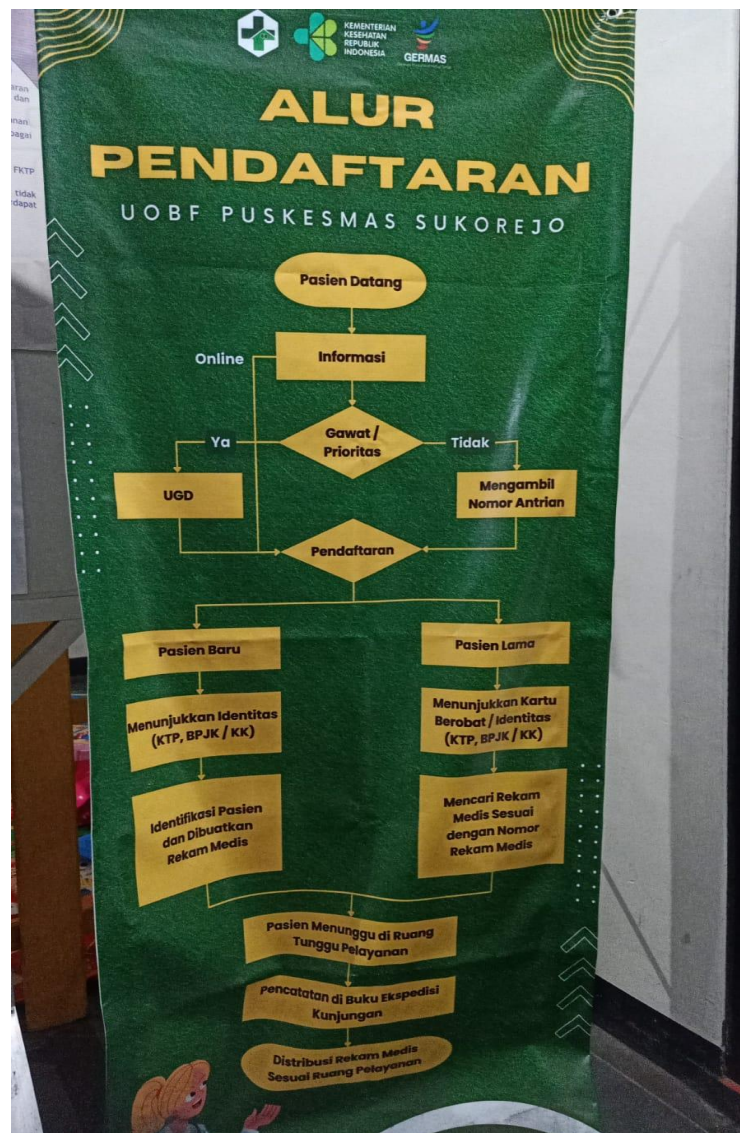 KEMENTERIAN
KESEHATAN
REPUBLIK
INDONESIA
GERMAS
ALUR
PENDAFTARAN
UOBF PUSKESMAS SUKOREJO
Pasien Datang
Online
Informasi
Gawat /
Prioritas
Ya
Tidak
UGD
Mengambil
Nomor Antrian
Pendaftaran
Pasien Baru
Pasien Lama
Menunjukkan Identitas
(KTP, BPJK / KK)
Menunjukkan Kartu
Berobat / Identitas
(KTP, BPJK / KK)
Identifikasi Pasien
dan Dibuatkan
Rekam Medis
Mencari Rekam
Medis Sesuai
dengan Nomor
Rekam Medis
Pasien Menunggu di Ruang
Tunggu Pelayanan
Pencatatan di Buku Ekspedisi
Kunjungan
Distribusi Rekam Medis
Sesuai Ruang Pelayanan
dan
FKTP
tidak